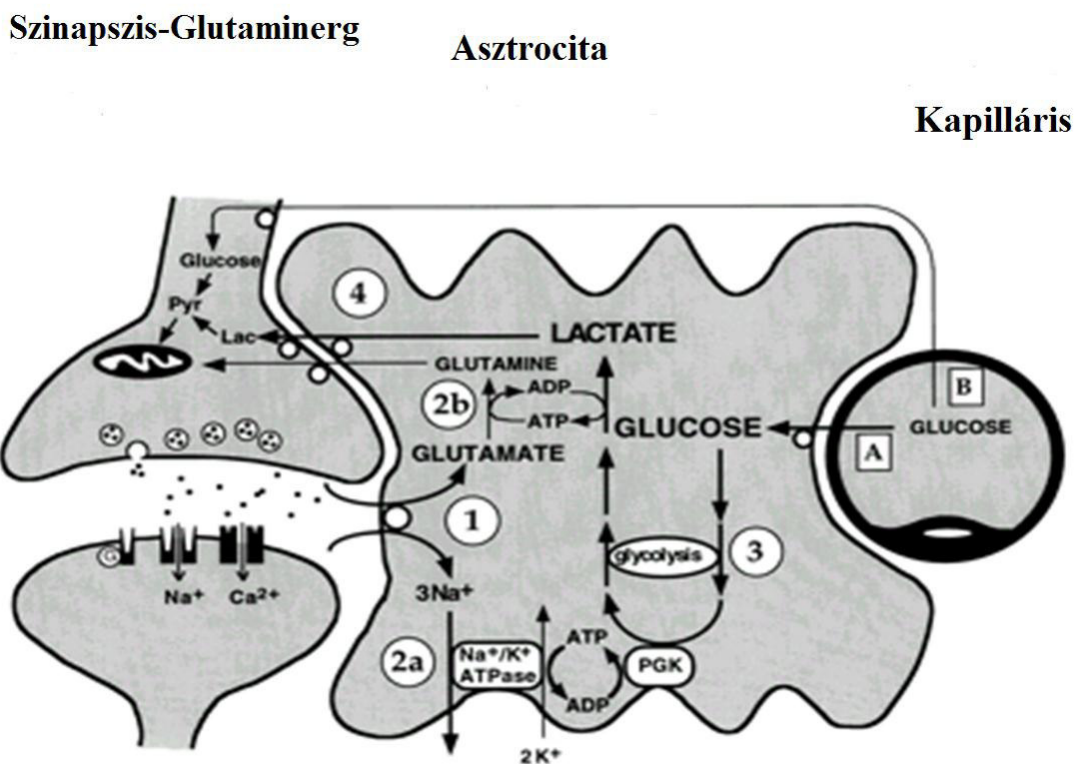 Szinapszis-Glutaminerg
Asztrocita
Kapilláris
Glucose
Pyr
Lac
4
LACTATE
GLUTAMINE
2b
ADP
ATP
GLUTAMATE
GLUCOSE
B
GLUCOSE
A
1
G
Na+
Ca2+
3Na+
glycolysis
3
2a
Na+/K+
ATPase
ATP
ADP
PGK
2K+